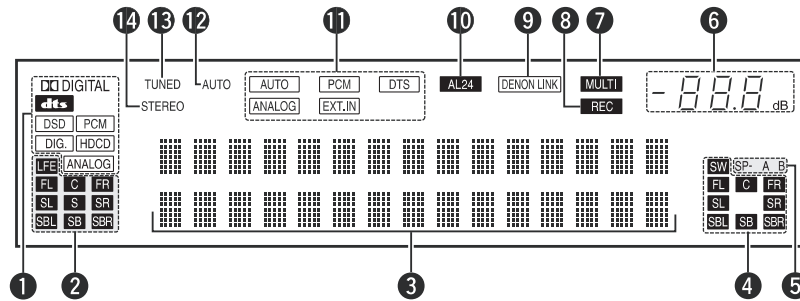 14 13 12 11 10 9 8 7 6
DIGITAL TUNED AUTO AUTO PCM DTS AL24 DENON LINK MULTI -88.8 dB
dts STEREO ANALOG EXT.IN REC
DSD PCM
DIG. HDCD
LFE ANALOG SW SP- A B
FL C FR FL C FR
SL S SR SL SR
SBL SB SBR SBL SB SBR
1 2 3 4 5